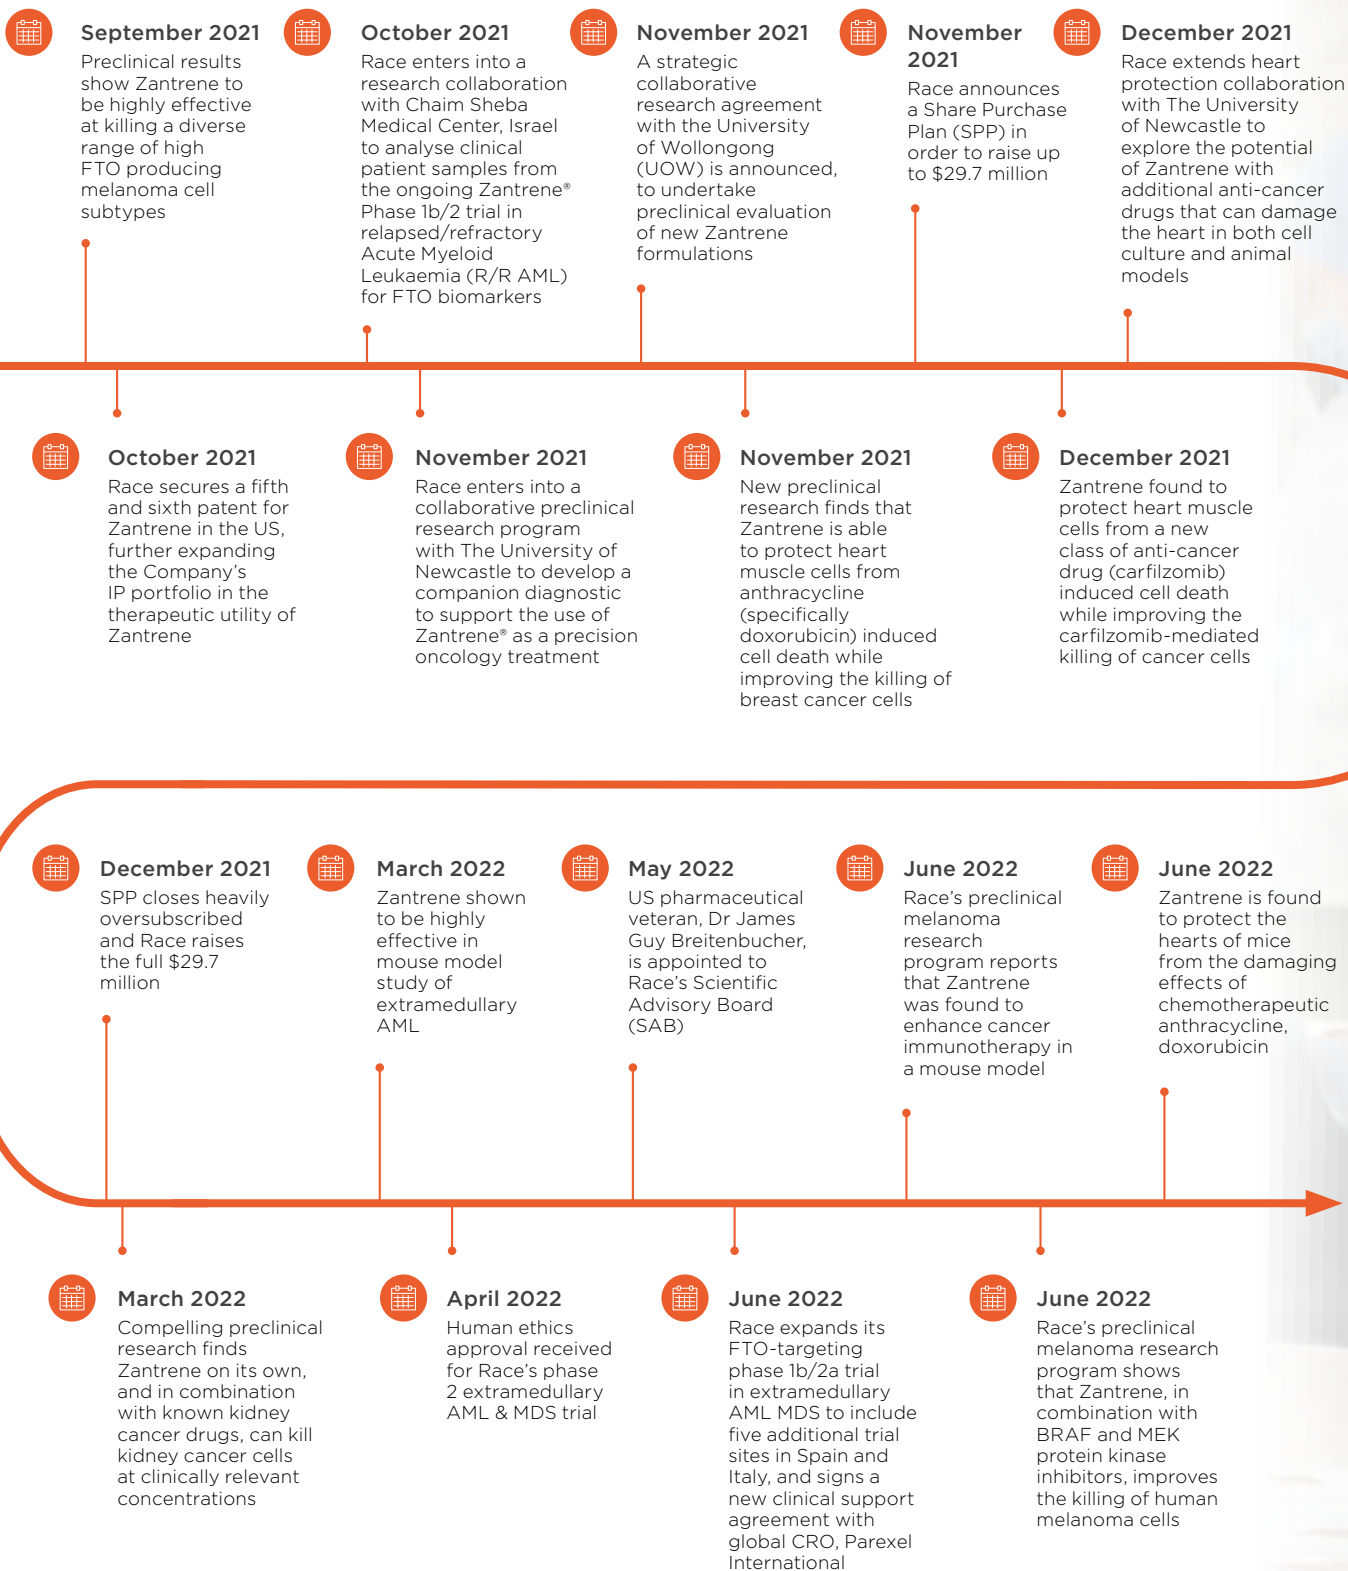 September 2021
Preclinical results
show Zantrene to
be highly effective
at killing a diverse
range of high
FTO producing
melanoma cell
subtypes
October 2021
Race enters into a
research collaboration
with Chaim Sheba
Medical Center, Israel
to analyse clinical
patient samples from
the ongoing Zantrene®
Phase 1b/2 trial in
relapsed/refractory
Acute Myeloid
Leukaemia (R/R AML)
for FTO biomarkers
November 2021
A strategic
collaborative
research agreement
with the University
of Wollongong
(UOW) is announced,
to undertake
preclinical evaluation
of new Zantrene
formulations
November
2021
Race announces
a Share Purchase
Plan (SPP) in
order to raise up
to $29.7 million
December 2021
Race extends heart
protection collaboration
with The University
of Newcastle to
explore the potential
of Zantrene with
additional anti-cancer
drugs that can damage
the heart in both cell
culture and animal
models
October 2021
Race secures a fifth
and sixth patent for
Zantrene in the US,
further expanding
the Company’s
IP portfolio in the
therapeutic utility of
Zantrene
November 2021
Race enters into a
collaborative preclinical
research program
with The University of
Newcastle to develop a
companion diagnostic
to support the use of
Zantrene® as a precision
oncology treatment
November 2021
New preclinical
research finds that
Zantrene is able
to protect heart
muscle cells from
anthracycline
(specifically
doxorubicin) induced
cell death while
improving the killing of
breast cancer cells
December 2021
Zantrene found to
protect heart muscle
cells from a new
class of anti-cancer
drug (carfilzomib)
induced cell death
while improving the
carfilzomib-mediated
killing of cancer cells
December 2021
SPP closes heavily
oversubscribed
and Race raises
the full $29.7
million
March 2022
Zantrene shown
to be highly
effective in
mouse model
study of
extramedullary
AML
May 2022
US pharmaceutical
veteran, Dr James
Guy Breitenbucher,
is appointed to
Race’s Scientific
Advisory Board
(SAB)
June 2022
Race’s preclinical
melanoma
research
program reports
that Zantrene
was found to
enhance cancer
immunotherapy in
a mouse model
June 2022
Zantrene is found
to protect the
hearts of mice
from the damaging
effects of
chemotherapeutic
anthracycline,
doxorubicin
March 2022
Compelling preclinical
research finds
Zantrene on its own,
and in combination
with known kidney
cancer drugs, can kill
kidney cancer cells
at clinically relevant
concentrations
April 2022
Human ethics
approval received
for Race’s phase
2 extramedullary
AML & MDS trial
June 2022
Race expands its
FTO-targeting
phase 1b/2a trial
in extramedullary
AML MDS to include
five additional trial
sites in Spain and
Italy, and signs a
new clinical support
agreement with
global CRO, Parexel
International
June 2022
Race’s preclinical
melanoma research
program shows
that Zantrene, in
combination with
BRAF and MEK
protein kinase
inhibitors, improves
the killing of human
melanoma cells